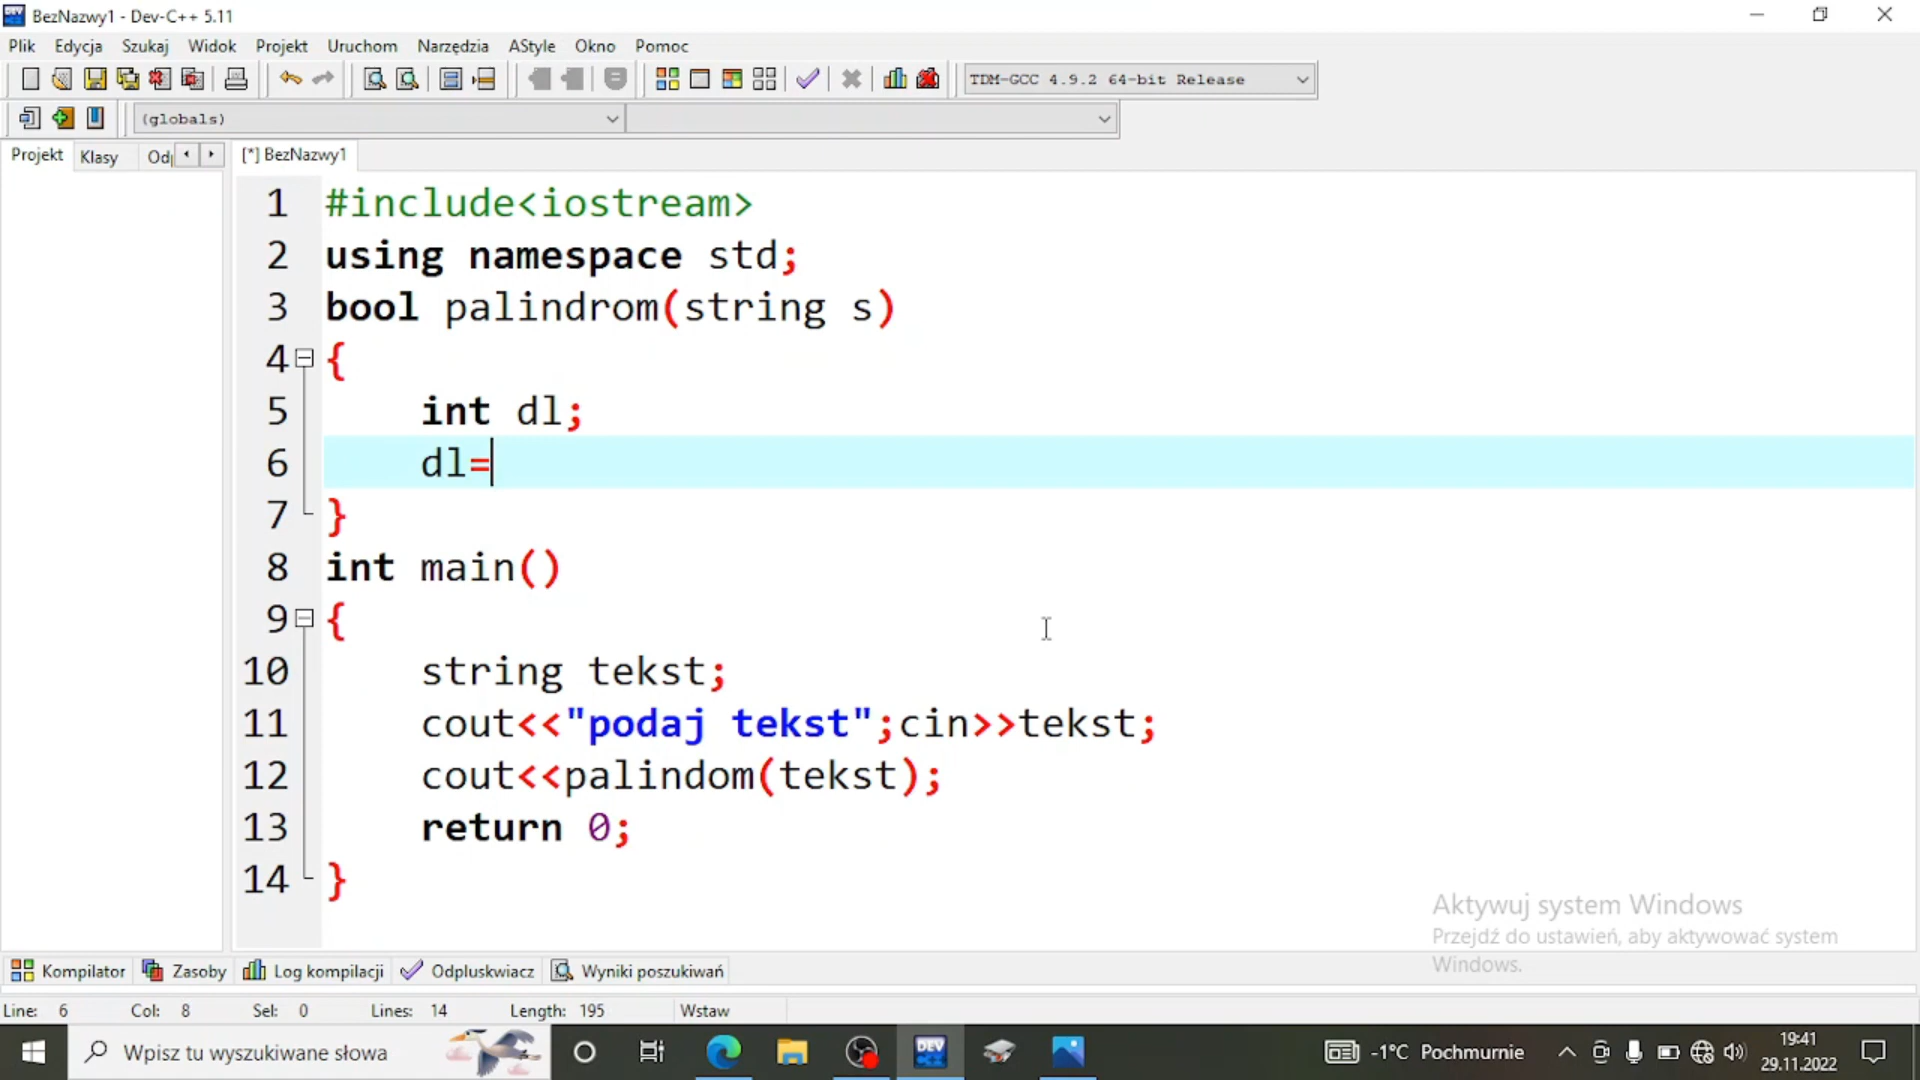 BezNazwy1 - Dev-C++ 5.11
Plik Edycja Szukaj Widok Projekt Uruchom Narzędzia AStyle Okno Pomoc
TDM-GCC 4.9.2 64-bit Release
(globals)
Projekt Klasy Odp [*] BezNazwy1
1 #include<iostream>
2 using namespace std;
3 bool palindrom(string s)
4 {
5 int dl;
6 dl=
7 }
8 int main()
9 {
10 string tekst;
11 cout<<"podaj tekst";cin>>tekst;
12 cout<<palindom(tekst);
13 return 0;
14 }
Aktywuj system Windows
Przejdź do ustawień, aby aktywować system
Windows.
Kompilator Zasoby Log kompilacji Odpluskwiacz Wyniki poszukiwań
Line: 6 Col: 8 Sel: 0 Lines: 14 Length: 195 Wstaw
Wpisz tu wyszukiwane słowa DEV C++ -1°C Pochmurnie 19:41
29.11.2022